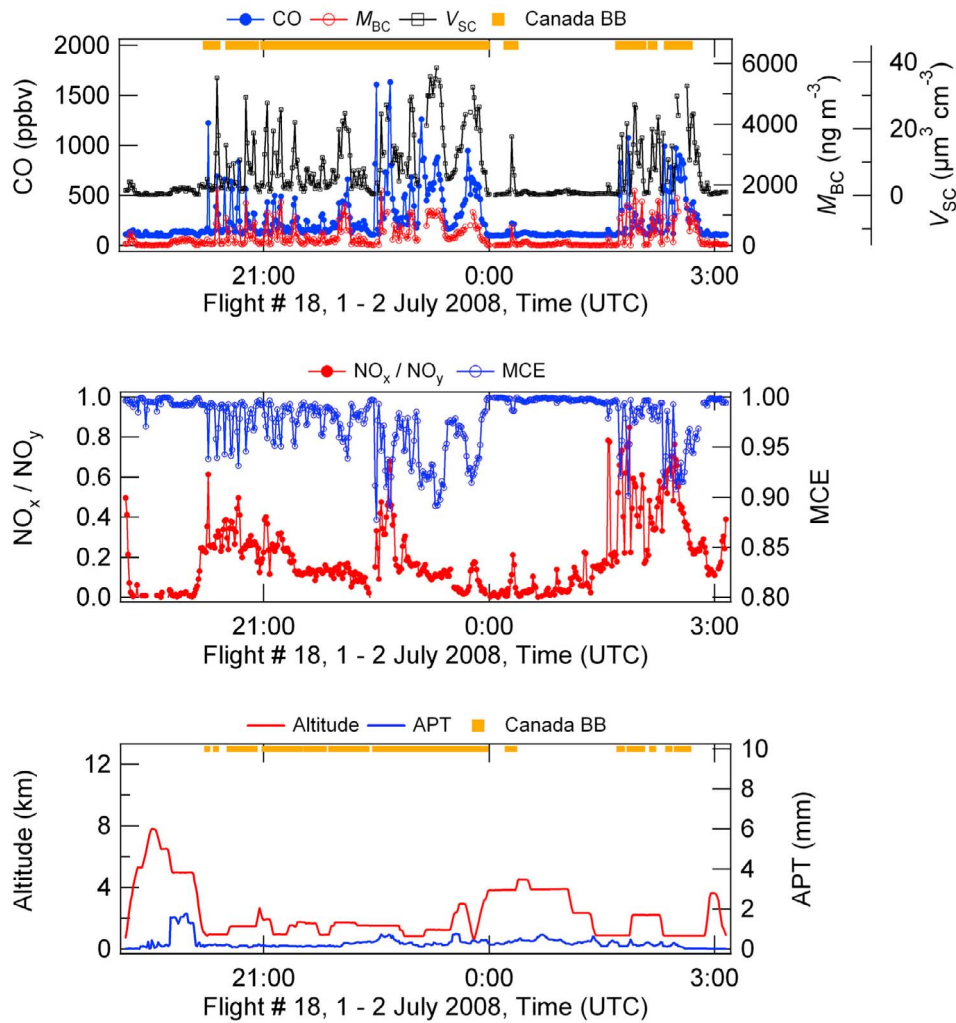 CO M_BC V_SC Canada BB
2000
1500
1000
500
0
CO (ppbv)
6000
4000
2000
0
M_BC (ng m⁻³)
40
20
0
V_SC (µm³ cm⁻³)
21:00 0:00 3:00
Flight # 18, 1 - 2 July 2008, Time (UTC)
NO_x / NO_y MCE
1.0
0.8
0.6
0.4
0.2
0.0
NO_x / NO_y
1.00
0.95
0.90
0.85
0.80
MCE
21:00 0:00 3:00
Flight # 18, 1 - 2 July 2008, Time (UTC)
Altitude APT Canada BB
12
8
4
0
Altitude (km)
10
8
6
4
2
0
APT (mm)
21:00 0:00 3:00
Flight # 18, 1 - 2 July 2008, Time (UTC)